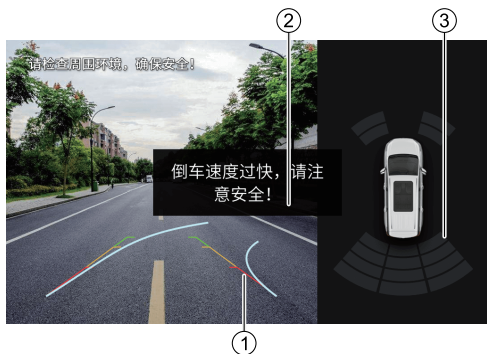 ② ③
请检查周围环境，确保安全！
倒车速度过快，请注
意安全！
①